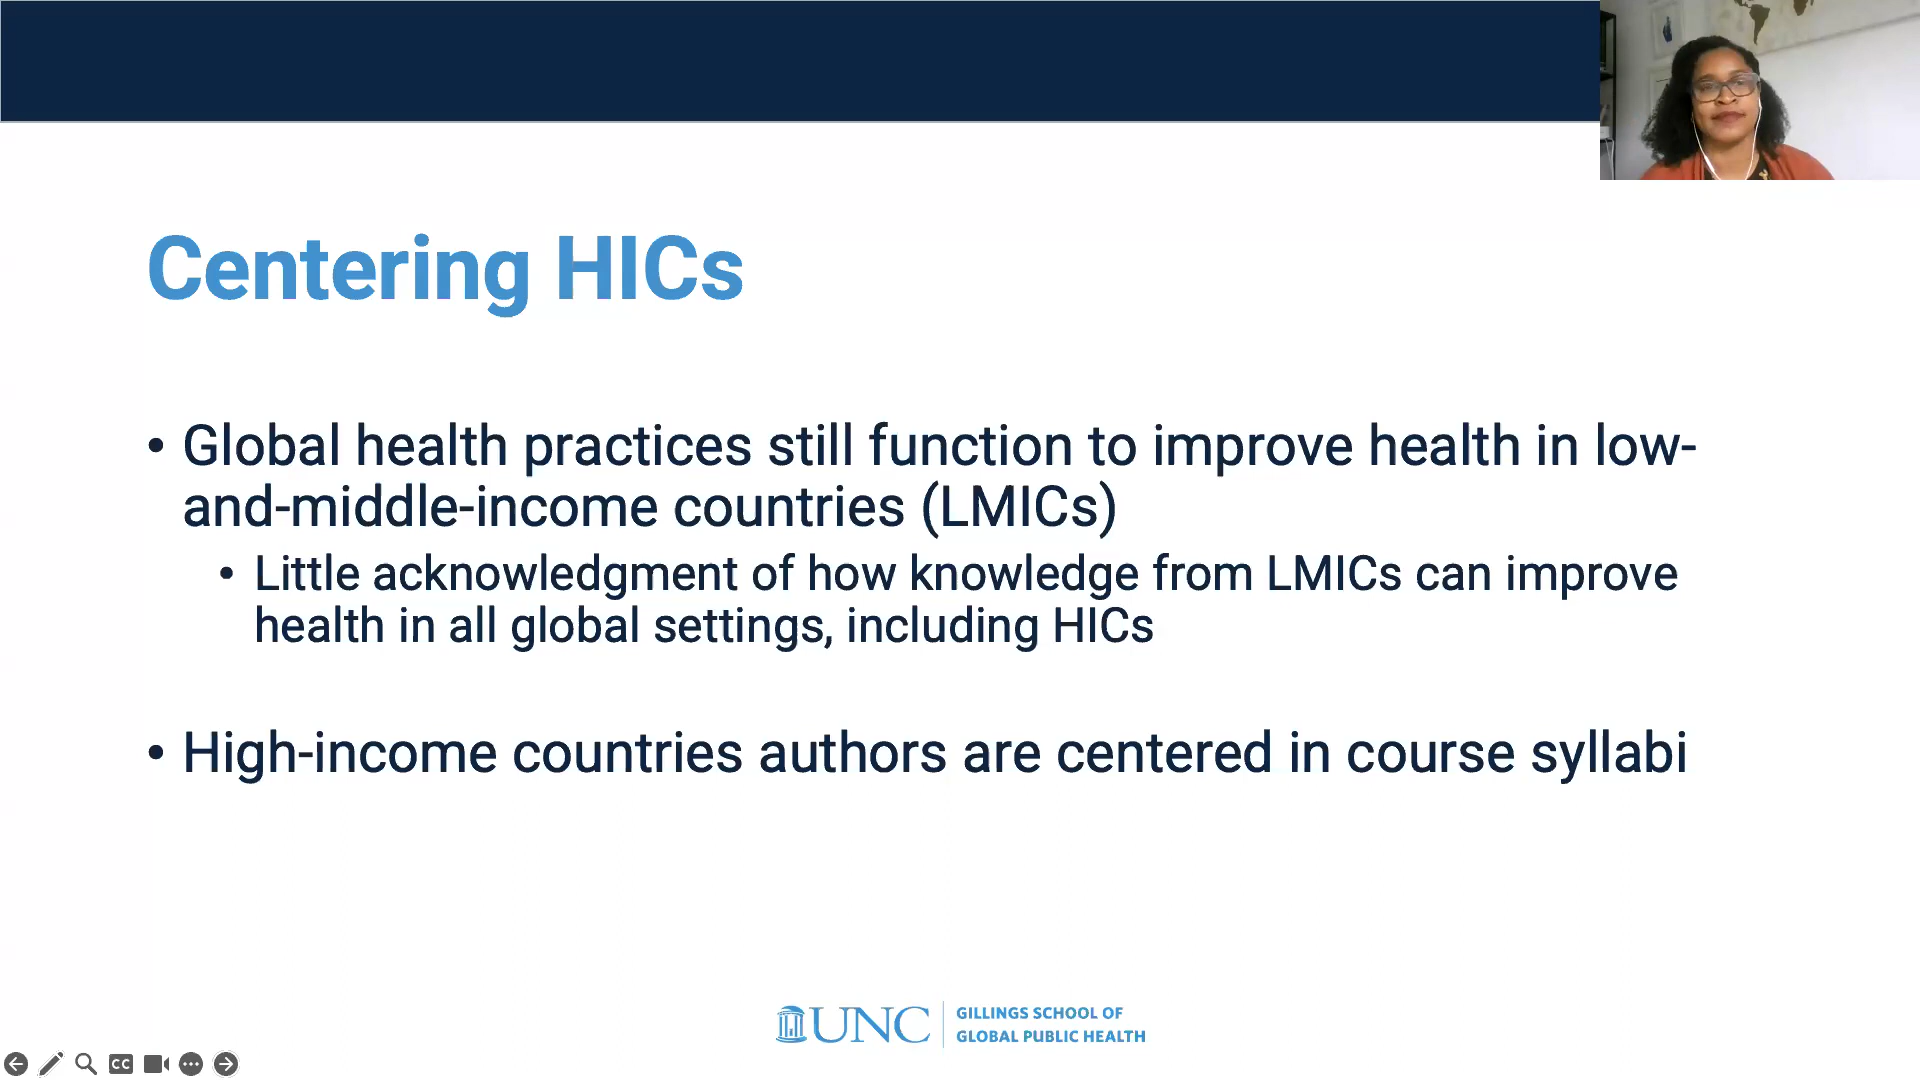 Centering HICs
• Global health practices still function to improve health in low-
and-middle-income countries (LMICs)
• Little acknowledgment of how knowledge from LMICs can improve
health in all global settings, including HICs
• High-income countries authors are centered in course syllabi
UNC
GILLINGS SCHOOL OF
GLOBAL PUBLIC HEALTH
CC